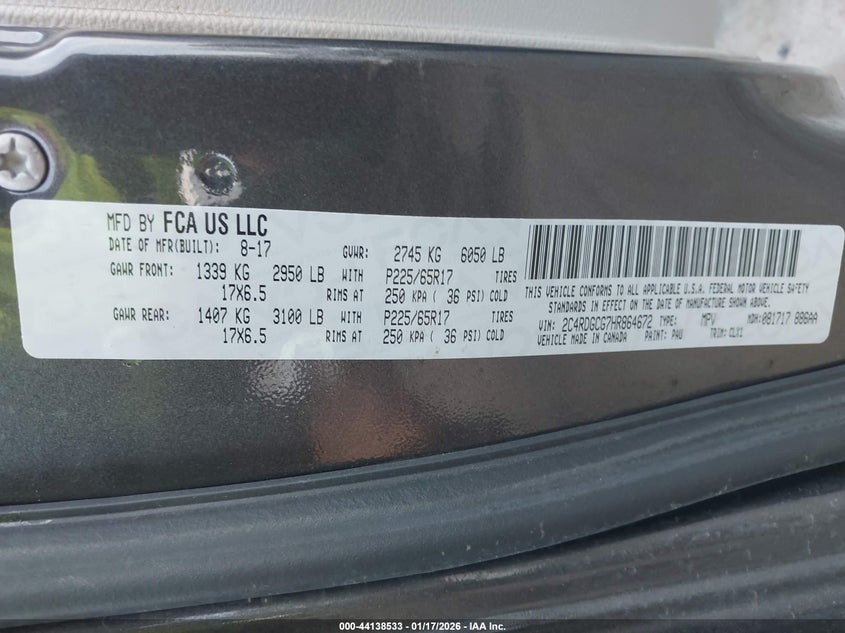 MFD BY FCA US LLC
DATE OF MFR(BUILT): 8-17 GVWR: 2745 KG 6050 LB
GAWR FRONT: 1339 KG 2950 LB WITH P225/65R17 TIRES
17X6.5 RIMS AT 250 KPA ( 36 PSI) COLD
GAWR REAR: 1407 KG 3100 LB WITH P225/65R17 TIRES
17X6.5 RIMS AT 250 KPA ( 36 PSI) COLD
THIS VEHICLE CONFORMS TO ALL APPLICABLE U.S.A. FEDERAL MOTOR VEHICLE SAFETY
STANDARDS IN EFFECT ON THE DATE OF MANUFACTURE SHOWN ABOVE.
VIN: 2C4RDGCG7HR864672 TYPE: MPV MDH: 081717 886AA
VEHICLE MADE IN CANADA PAINT: PAU TRIM: CLX1
000-44138533 - 01/17/2026 - IAA Inc.